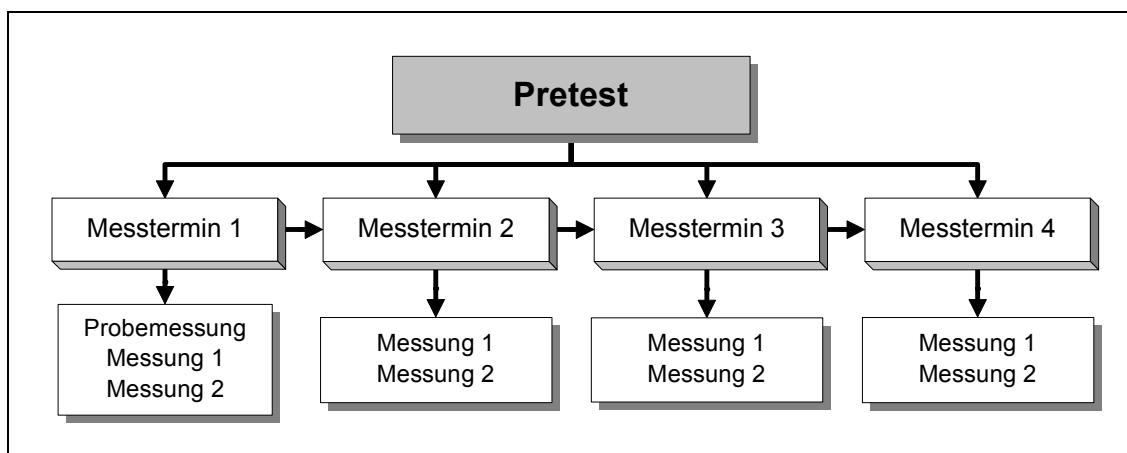 Pretest
Messtermin 1
Messtermin 2
Messtermin 3
Messtermin 4
Probemessung
Messung 1
Messung 2
Messung 1
Messung 2
Messung 1
Messung 2
Messung 1
Messung 2